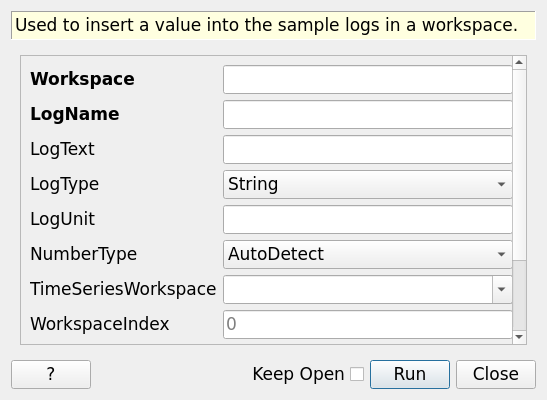 Used to insert a value into the sample logs in a workspace.
Workspace
LogName
LogText
LogType String
LogUnit
NumberType AutoDetect
TimeSeriesWorkspace
WorkspaceIndex 0
? Keep Open Run Close